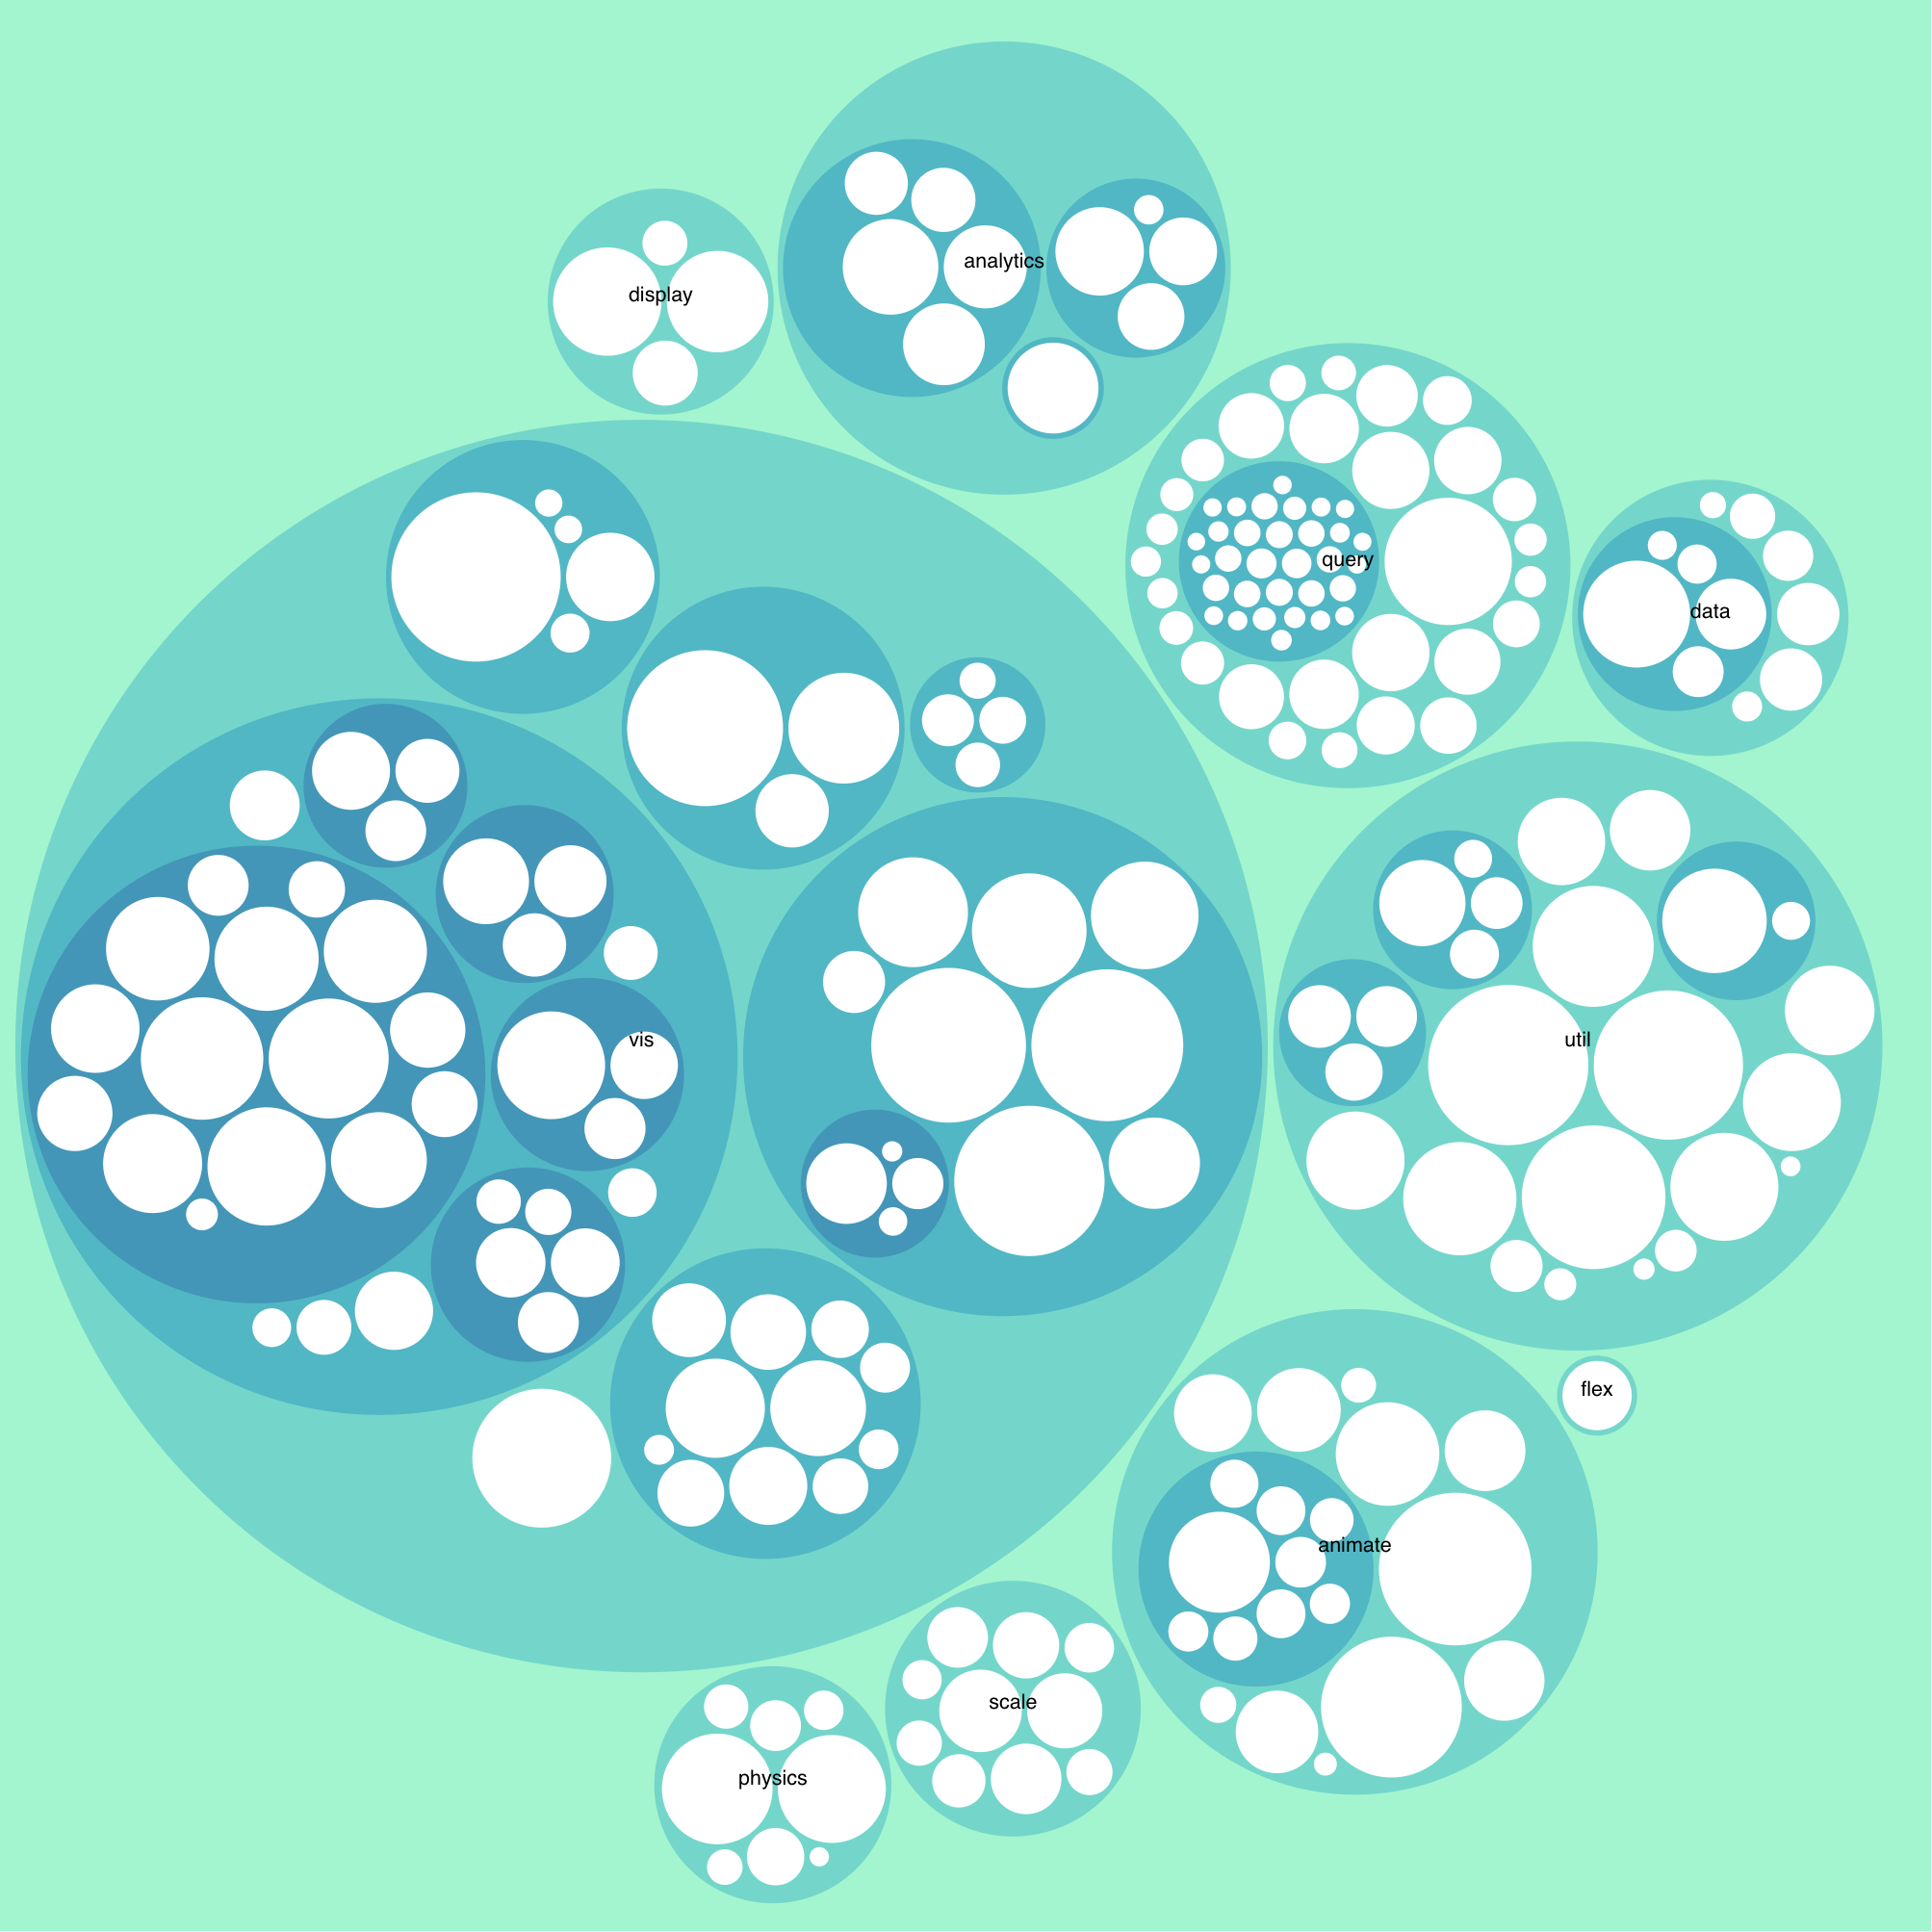 analytics
display
query
data
vis
util
flex
animate
scale
physics